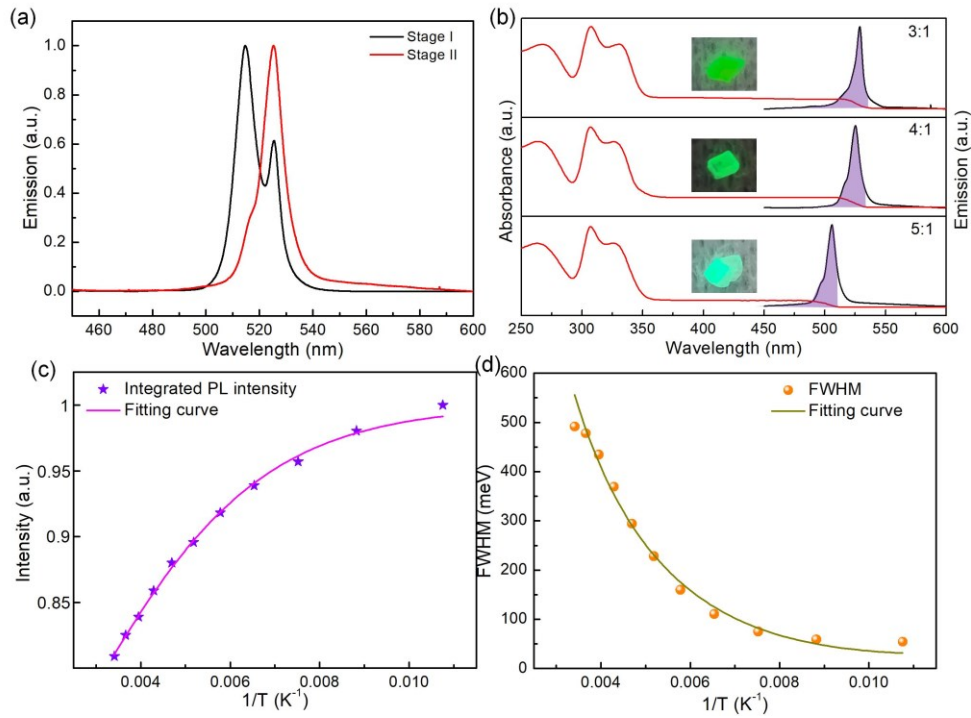 (a)
Stage I
Stage II
1.0
0.8
0.6
0.4
0.2
0.0
Emission (a.u.)
460 480 500 520 540 560 580 600
Wavelength (nm)
(b)
3:1
4:1
5:1
Absorbance (a.u.)
Emission (a.u.)
250 300 350 400 450 500 550 600
Wavelength (nm)
(c)
Integrated PL intensity
Fitting curve
1
0.95
0.9
0.85
Intensity (a.u.)
0.004 0.006 0.008 0.010
1/T (K⁻¹)
(d)
FWHM
Fitting curve
600
500
400
300
200
100
0
FWHM (meV)
0.004 0.006 0.008 0.010
1/T (K⁻¹)